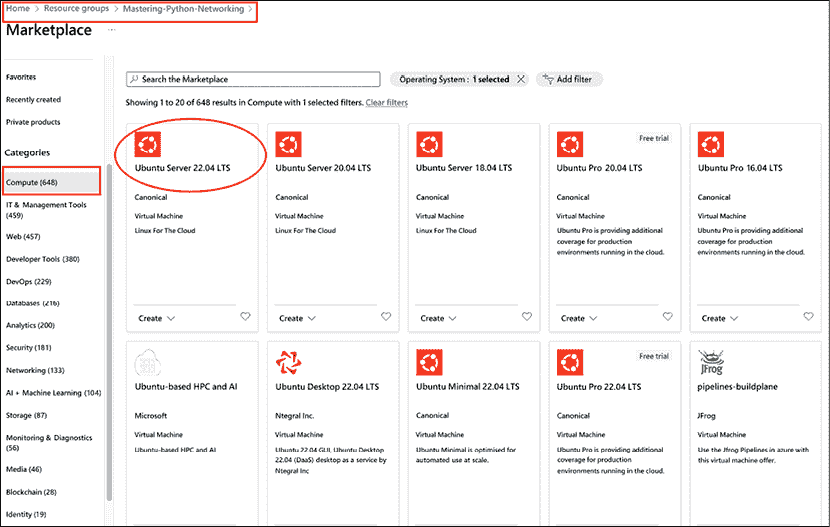 Home > Resource groups > Mastering-Python-Networking >
Marketplace ...
Favorites
Recently created
Private products
Categories
Compute (648)
IT & Management Tools
(459)
Web (457)
Developer Tools (380)
DevOps (229)
Databases (216)
Analytics (200)
Security (181)
Networking (133)
AI + Machine Learning (104)
Storage (87)
Monitoring & Diagnostics
(56)
Media (46)
Blockchain (28)
Identity (19)
Search the Marketplace
Operating System : 1 selected
Add filter
Showing 1 to 20 of 648 results in Compute with 1 selected filters. Clear filters
Ubuntu Server 22.04 LTS
Canonical
Virtual Machine
Linux For The Cloud
Create
Ubuntu Server 20.04 LTS
Canonical
Virtual Machine
Linux For The Cloud
Create
Ubuntu Server 18.04 LTS
Canonical
Virtual Machine
Linux For The Cloud
Create
Free trial
Ubuntu Pro 20.04 LTS
Canonical
Virtual Machine
Ubuntu Pro is providing additional
coverage for production
environments running in the cloud.
Create
Ubuntu Pro 16.04 LTS
Canonical
Virtual Machine
Ubuntu Pro is providing additional
coverage for production
environments running in the cloud.
Create
Ubuntu-based HPC and AI
Microsoft
Virtual Machine
Ubuntu-based HPC and AI
Ubuntu Desktop 22.04 LTS
Ntegral Inc.
Virtual Machine
Ubuntu 22.04 GUI, Ubuntu Desktop
22.04 (DaaS) desktop as a service by
Ntegral Inc
Ubuntu Minimal 22.04 LTS
Canonical
Virtual Machine
Ubuntu Minimal is optimised for
automated use at scale.
Free trial
Ubuntu Pro 22.04 LTS
Canonical
Virtual Machine
Ubuntu Pro is providing additional
coverage for production
environments running in the cloud.
JFrog
pipelines-buildplane
JFrog
Virtual Machine
Use the Jfrog Pipelines in azure with
this virtual machine offer.